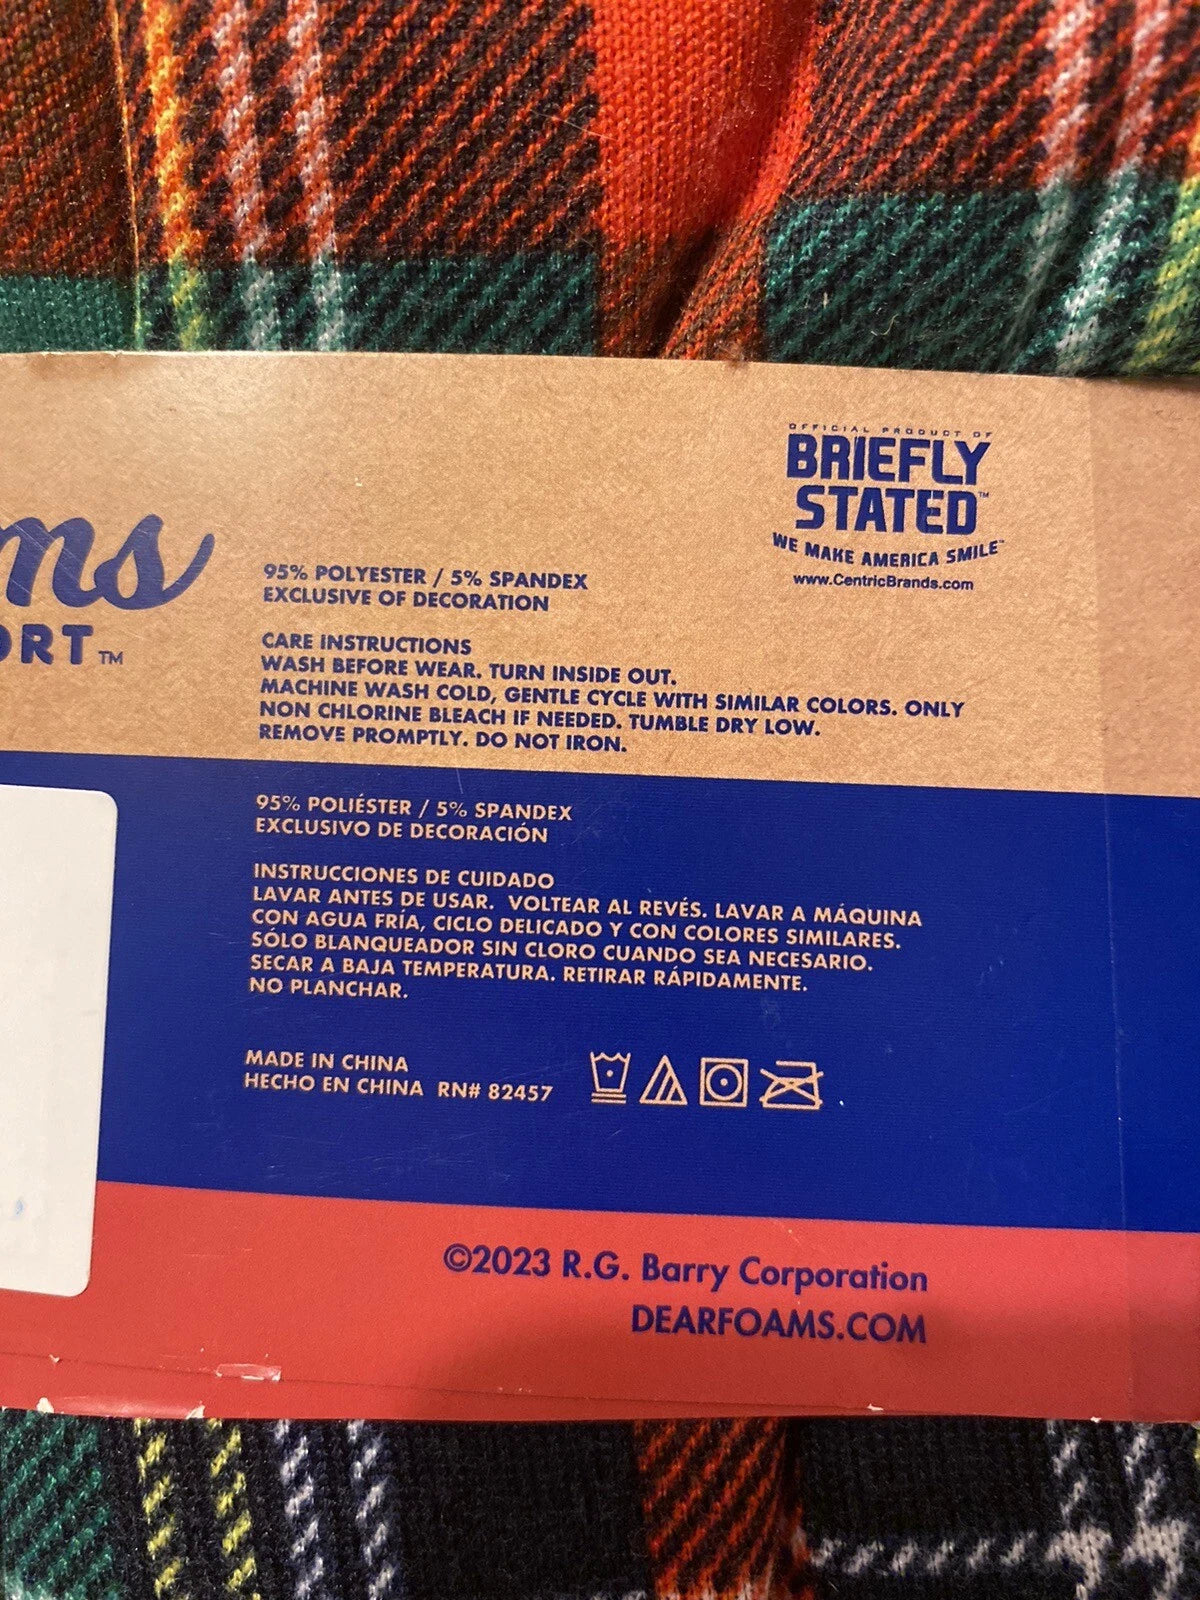 OFFICIAL PRODUCT OF
BRIEFLY
STATED™
WE MAKE AMERICA SMILE™
www.CentricBrands.com
95% POLYESTER / 5% SPANDEX
EXCLUSIVE OF DECORATION
CARE INSTRUCTIONS
WASH BEFORE WEAR. TURN INSIDE OUT.
MACHINE WASH COLD, GENTLE CYCLE WITH SIMILAR COLORS. ONLY
NON CHLORINE BLEACH IF NEEDED. TUMBLE DRY LOW.
REMOVE PROMPTLY. DO NOT IRON.
95% POLIÉSTER / 5% SPANDEX
EXCLUSIVO DE DECORACIÓN
INSTRUCCIONES DE CUIDADO
LAVAR ANTES DE USAR. VOLTEAR AL REVÉS. LAVAR A MÁQUINA
CON AGUA FRÍA, CICLO DELICADO Y CON COLORES SIMILARES.
SÓLO BLANQUEADOR SIN CLORO CUANDO SEA NECESARIO.
SECAR A BAJA TEMPERATURA. RETIRAR RÁPIDAMENTE.
NO PLANCHAR.
MADE IN CHINA
HECHO EN CHINA RN# 82457
©2023 R.G. Barry Corporation
DEARFOAMS.COM